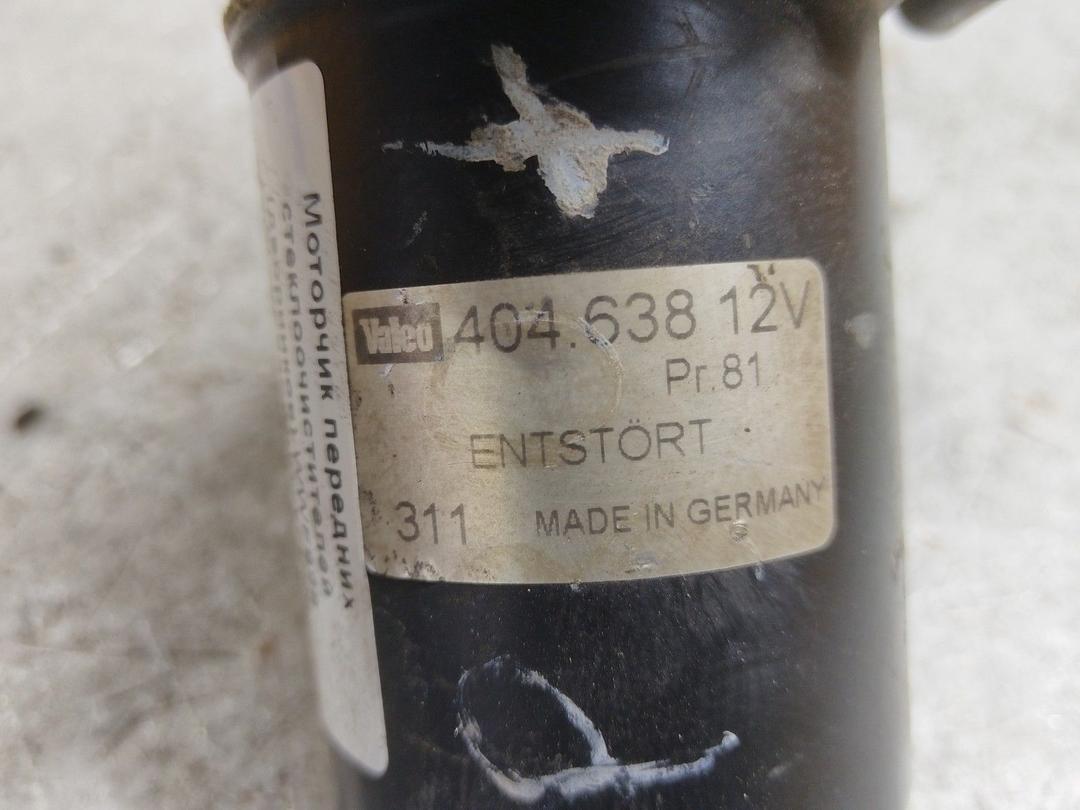 Valeo 404.638 12V
Pr.81
ENTSTÖRT
311 MADE IN GERMANY
Моторчик передних
стеклоочистителей